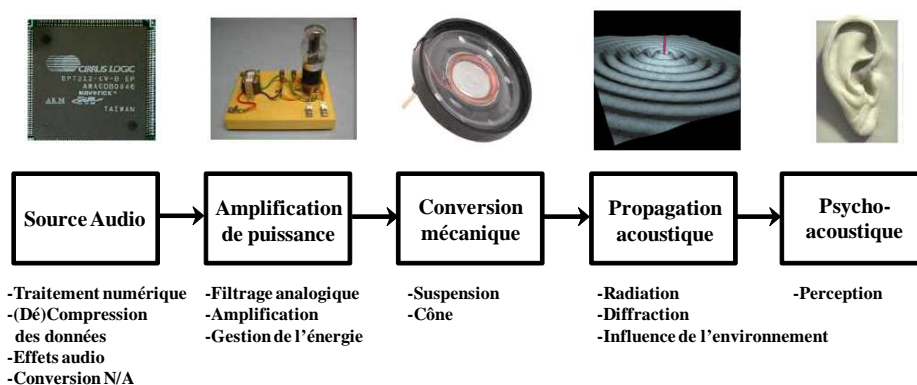 CIRRUS LOGIC
EP7212-CV-D EP
AWAC0B0046
Maverick™
ARM
TAIWAN
Source Audio
Amplification
de puissance
Conversion
mécanique
Propagation
acoustique
Psycho-
acoustique
-Traitement numérique
-(Dé)Compression
des données
-Effets audio
-Conversion N/A
-Filtrage analogique
-Amplification
-Gestion de l'énergie
-Suspension
-Cône
-Radiation
-Diffraction
-Influence de l'environnement
-Perception